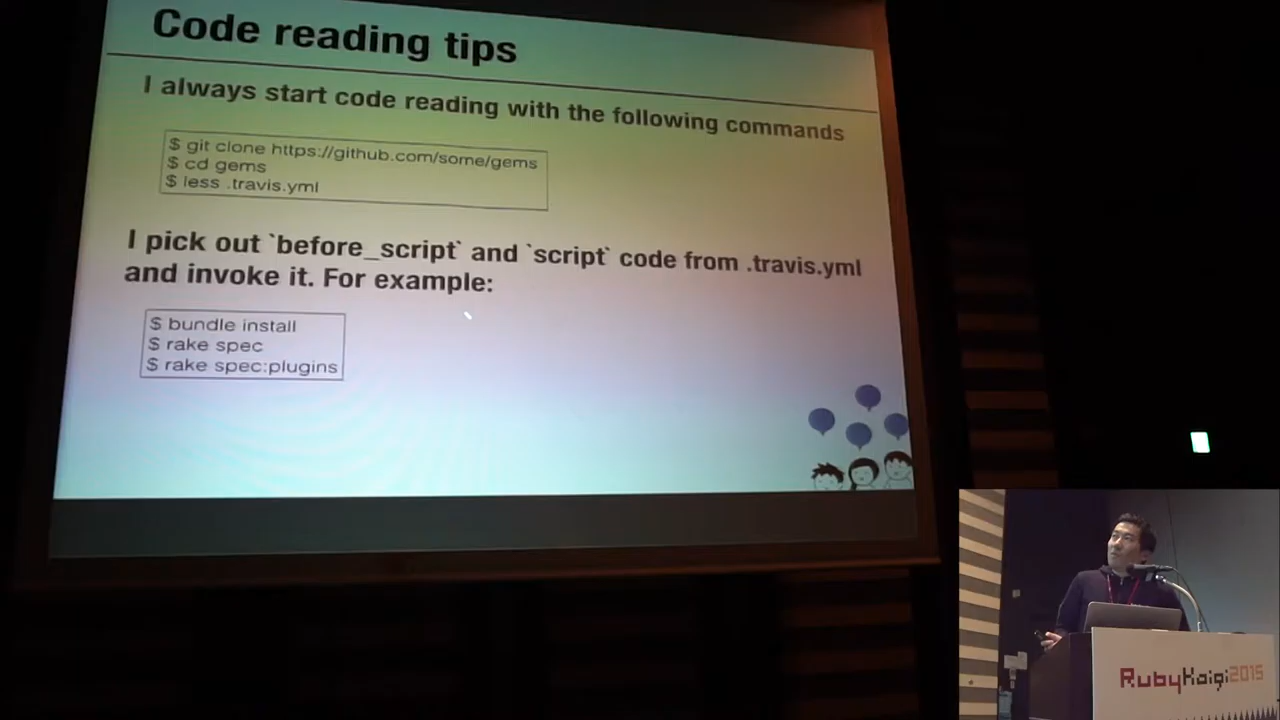 Code reading tips
I always start code reading with the following commands
$ git clone https://github.com/some/gems
$ cd gems
$ less .travis.yml
I pick out `before_script` and `script` code from .travis.yml
and invoke it. For example:
$ bundle install
$ rake spec
$ rake spec:plugins
RubyKaigi2015